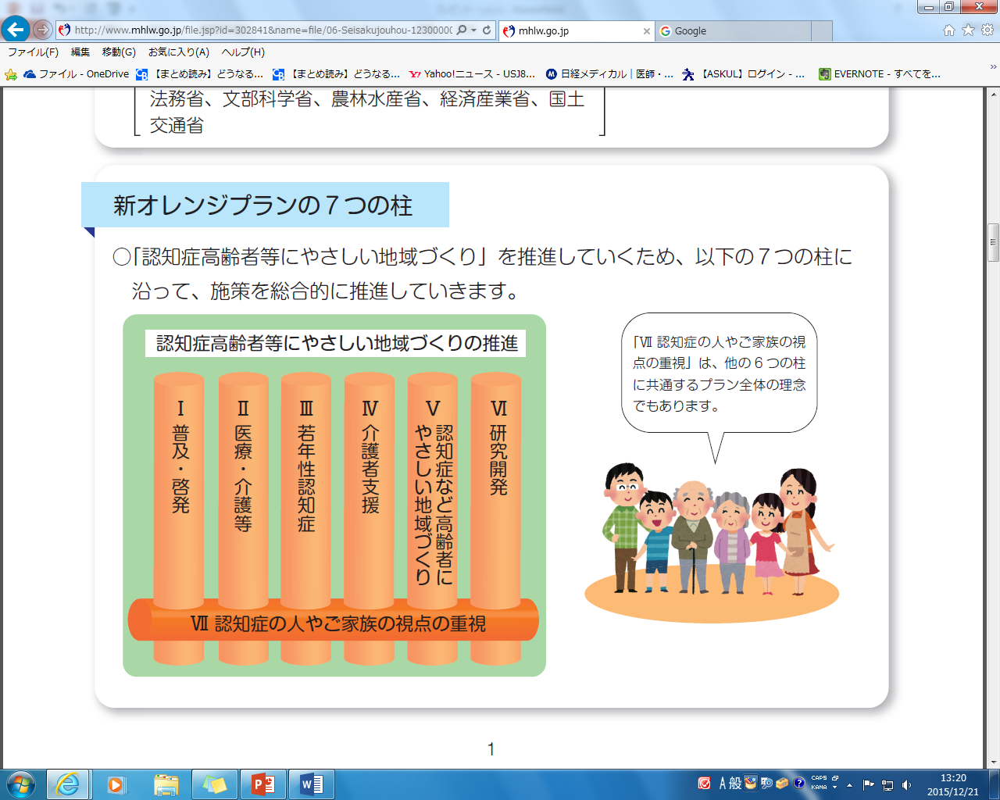 http://www.mhlw.go.jp/file.jsp?id=302841&name=file/06-Seisakujouhou-1230000(
mhlw.go.jp
Google
ファイル(F) 編集 移動(G) お気に入り(A) ヘルプ(H)
ファイル - OneDrive
【まとめ読み】どうなる...
【まとめ読み】どうなる...
Yahoo!ニュース - USJ8...
日経メディカル | 医師・...
【ASKUL】ログイン - ...
EVERNOTE - すべてを...
法務省、文部科学省、農林水産省、経済産業省、国土
交通省
新オレンジプランの７つの柱
○「認知症高齢者等にやさしい地域づくり」を推進していくため、以下の７つの柱に
沿って、施策を総合的に推進していきます。
認知症高齢者等にやさしい地域づくりの推進
Ⅰ 普及・啓発
Ⅱ 医療・介護等
Ⅲ 若年性認知症
Ⅳ 介護者支援
Ⅴ 認知症など高齢者に
やさしい地域づくり
Ⅵ 研究開発
Ⅶ 認知症の人やご家族の視点の重視
「Ⅶ 認知症の人やご家族の視
点の重視」は、他の６つの柱
に共通するプラン全体の理念
でもあります。
1
A 般
CAPS
KANA
13:20
2015/12/21